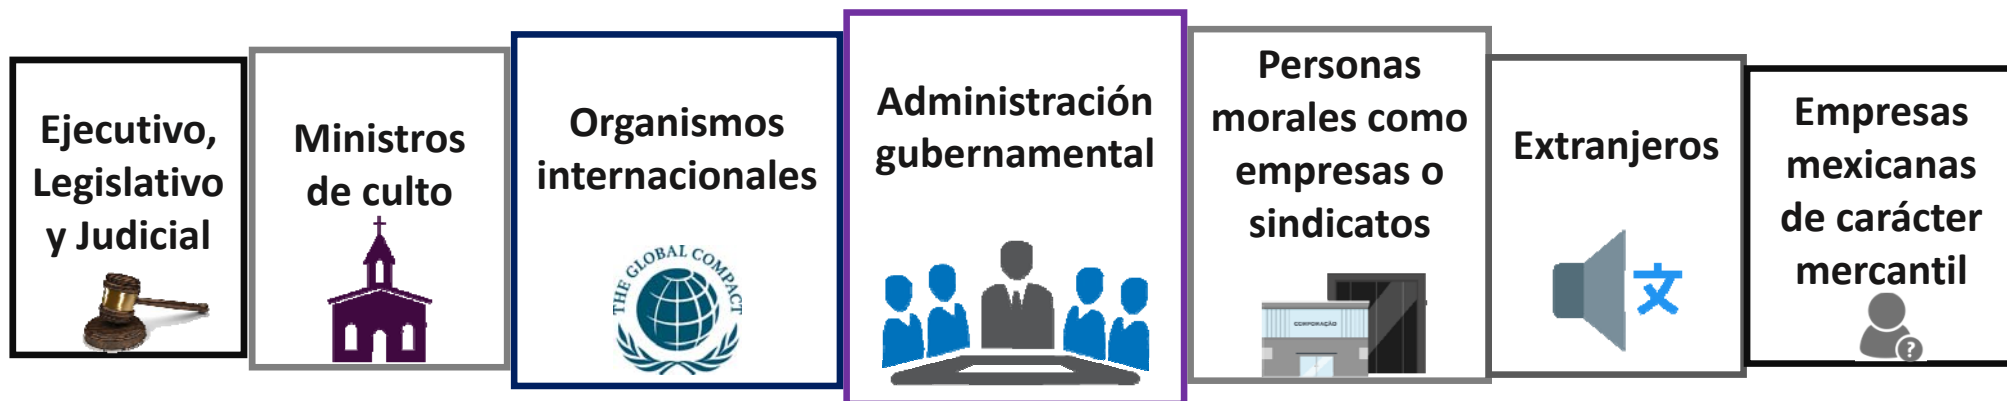 Ejecutivo,
Legislativo
y Judicial
Ministros
de culto
Organismos
internacionales
THE GLOBAL COMPACT
Administración
gubernamental
Personas
morales como
empresas o
sindicatos
CORPORAÇÃO
Extranjeros
文
Empresas
mexicanas
de carácter
mercantil
?